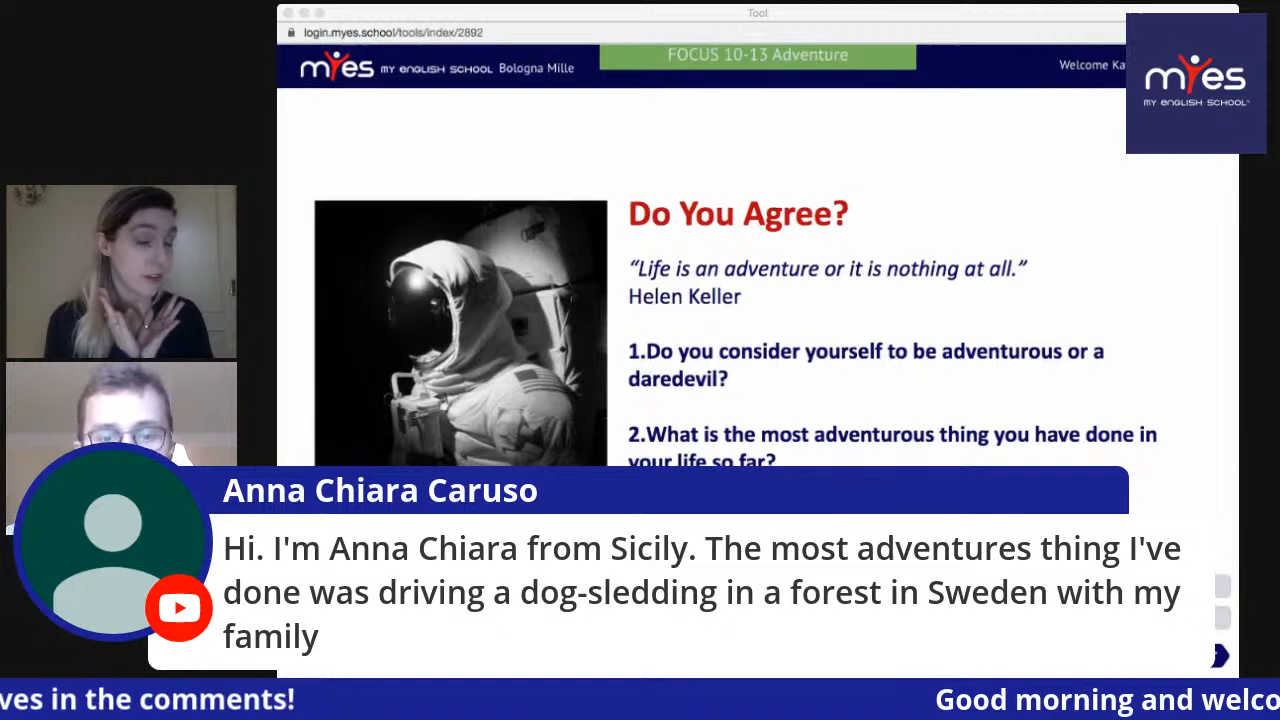 Tool
login.myes.school/tools/index/2892
FOCUS 10-13 Adventure
myes MY ENGLISH SCHOOL Bologna Mille
Welcome Ka
myes
MY ENGLISH SCHOOL
Do You Agree?
“Life is an adventure or it is nothing at all.”
Helen Keller
1.Do you consider yourself to be adventurous or a
daredevil?
2.What is the most adventurous thing you have done in
your life so far?
Anna Chiara Caruso
Hi. I'm Anna Chiara from Sicily. The most adventures thing I've
done was driving a dog-sledding in a forest in Sweden with my
family
ves in the comments!
Good morning and welco